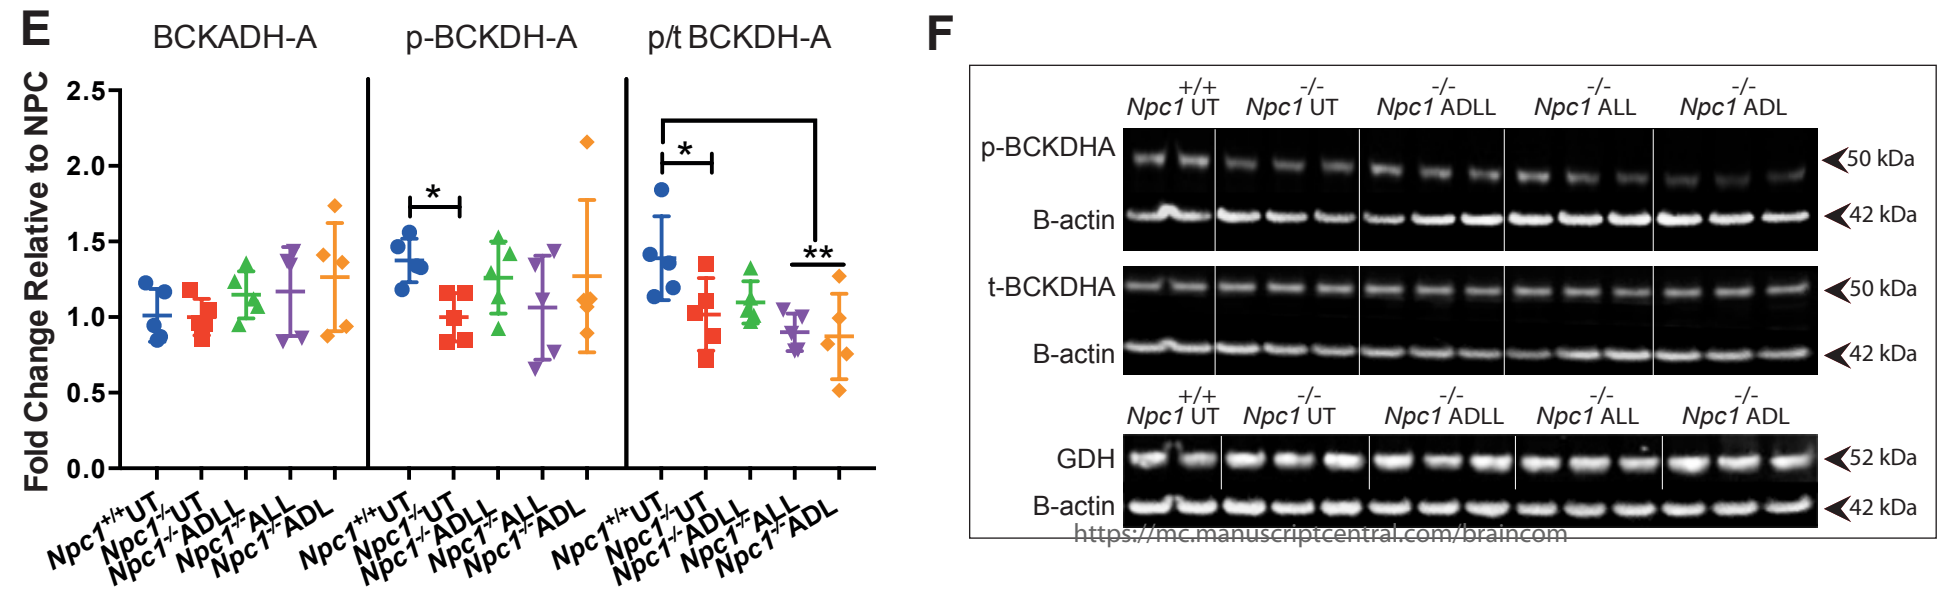 E
BCKADH-A p-BCKDH-A p/t BCKDH-A
Fold Change Relative to NPC
2.5
2.0
1.5
1.0
0.5
0.0
*
*
**
Npc1+/+UT Npc1-/-UT Npc1-/-ADLL Npc1-/-ALL Npc1-/-ADL
Npc1+/+UT Npc1-/-UT Npc1-/-ADLL Npc1-/-ALL Npc1-/-ADL
Npc1+/+UT Npc1-/-UT Npc1-/-ADLL Npc1-/-ALL Npc1-/-ADL
F
+/+ -/- -/- -/- -/-
Npc1 UT Npc1 UT Npc1 ADLL Npc1 ALL Npc1 ADL
p-BCKDHA 50 kDa
B-actin 42 kDa
t-BCKDHA 50 kDa
B-actin 42 kDa
+/+ -/- -/- -/- -/-
Npc1 UT Npc1 UT Npc1 ADLL Npc1 ALL Npc1 ADL
GDH 52 kDa
B-actin 42 kDa
https://mc.manuscriptcentral.com/braincom